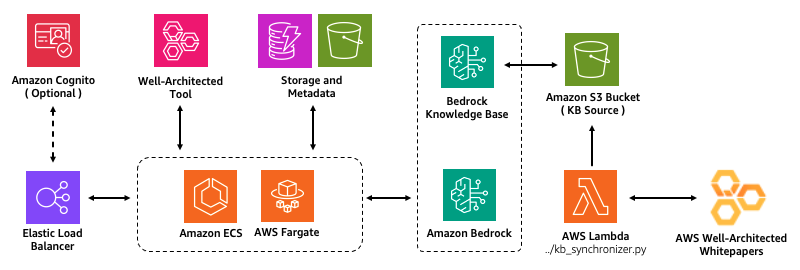 Amazon Cognito
( Optional )
Well-Architected
Tool
Storage and
Metadata
Bedrock
Knowledge Base
Amazon S3 Bucket
( KB Source )
Elastic Load
Balancer
Amazon ECS
AWS Fargate
Amazon Bedrock
AWS Lambda
../kb_synchronizer.py
AWS Well-Architected
Whitepapers